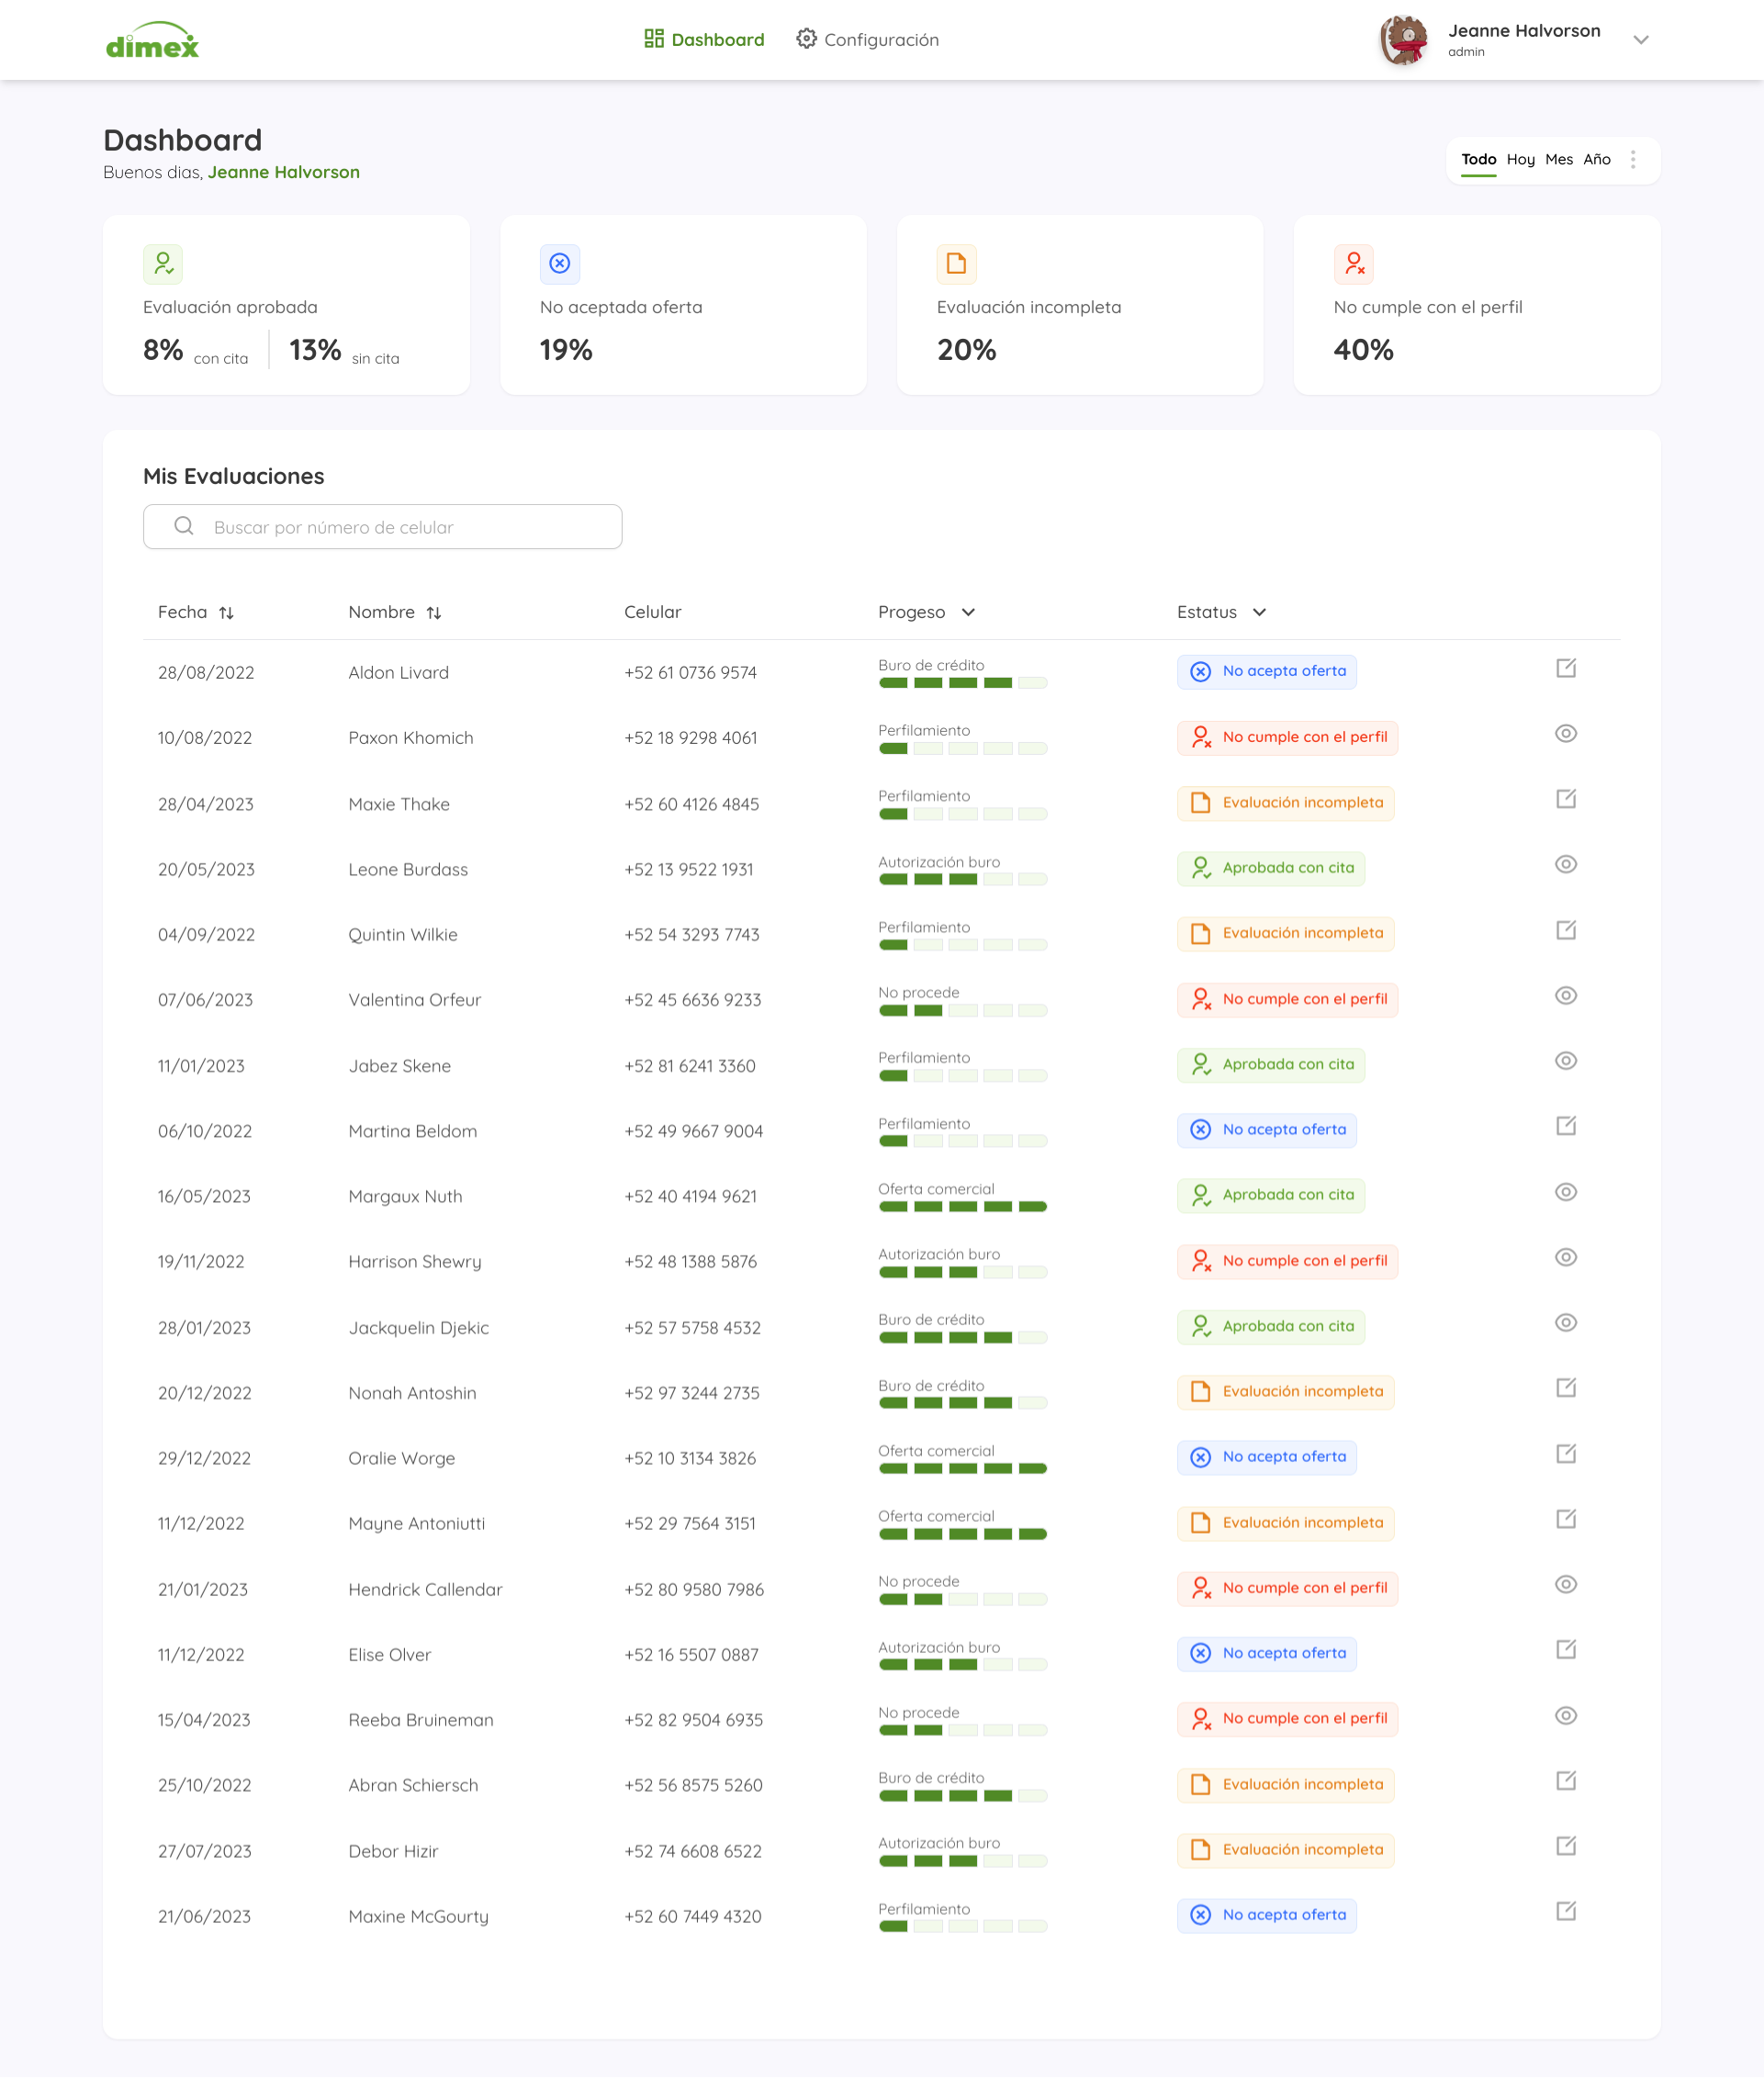 dimex
Dashboard Configuración
Jeanne Halvorson
admin
Dashboard
Buenos dias, Jeanne Halvorson
Todo Hoy Mes Año
Evaluación aprobada
8% con cita 13% sin cita
No aceptada oferta
19%
Evaluación incompleta
20%
No cumple con el perfil
40%
Mis Evaluaciones
Buscar por número de celular
Fecha Nombre Celular Progeso Estatus
28/08/2022 Aldon Livard +52 61 0736 9574 Buro de crédito No acepta oferta
10/08/2022 Paxon Khomich +52 18 9298 4061 Perfilamiento No cumple con el perfil
28/04/2023 Maxie Thake +52 60 4126 4845 Perfilamiento Evaluación incompleta
20/05/2023 Leone Burdass +52 13 9522 1931 Autorización buro Aprobada con cita
04/09/2022 Quintin Wilkie +52 54 3293 7743 Perfilamiento Evaluación incompleta
07/06/2023 Valentina Orfeur +52 45 6636 9233 No procede No cumple con el perfil
11/01/2023 Jabez Skene +52 81 6241 3360 Perfilamiento Aprobada con cita
06/10/2022 Martina Beldom +52 49 9667 9004 Perfilamiento No acepta oferta
16/05/2023 Margaux Nuth +52 40 4194 9621 Oferta comercial Aprobada con cita
19/11/2022 Harrison Shewry +52 48 1388 5876 Autorización buro No cumple con el perfil
28/01/2023 Jackquelin Djekic +52 57 5758 4532 Buro de crédito Aprobada con cita
20/12/2022 Nonah Antoshin +52 97 3244 2735 Buro de crédito Evaluación incompleta
29/12/2022 Oralie Worge +52 10 3134 3826 Oferta comercial No acepta oferta
11/12/2022 Mayne Antoniutti +52 29 7564 3151 Oferta comercial Evaluación incompleta
21/01/2023 Hendrick Callendar +52 80 9580 7986 No procede No cumple con el perfil
11/12/2022 Elise Olver +52 16 5507 0887 Autorización buro No acepta oferta
15/04/2023 Reeba Bruineman +52 82 9504 6935 No procede No cumple con el perfil
25/10/2022 Abran Schiersch +52 56 8575 5260 Buro de crédito Evaluación incompleta
27/07/2023 Debor Hizir +52 74 6608 6522 Autorización buro Evaluación incompleta
21/06/2023 Maxine McGourty +52 60 7449 4320 Perfilamiento No acepta oferta